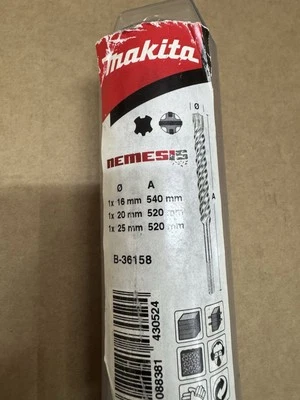 makita
Ø
NEMESIS
A
Ø A
1x 16 mm 540 mm
1x 20 mm 520 mm
1x 25 mm 520 mm
B-36158
088381 430524